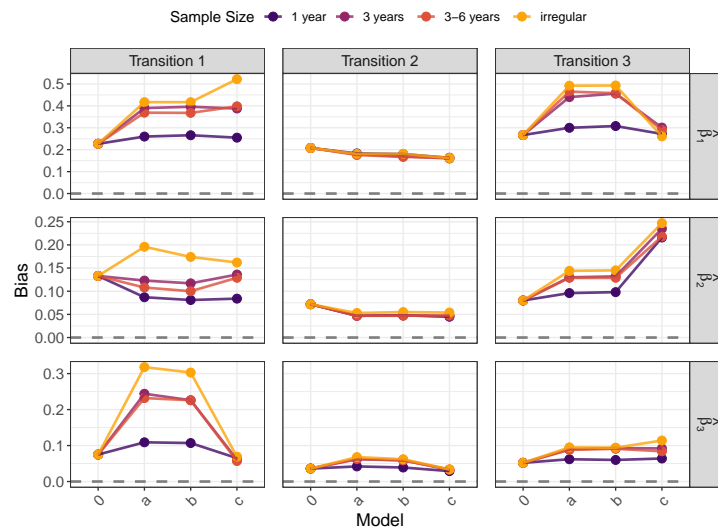 Sample Size 1 year 3 years 3−6 years irregular
Transition 1 Transition 2 Transition 3
0.5
0.4
0.3
0.2
0.1
0.0
β̂1
0.25
0.20
0.15
0.10
0.05
0.00
β̂2
0.3
0.2
0.1
0.0
β̂3
Bias
0 a b c 0 a b c 0 a b c
Model